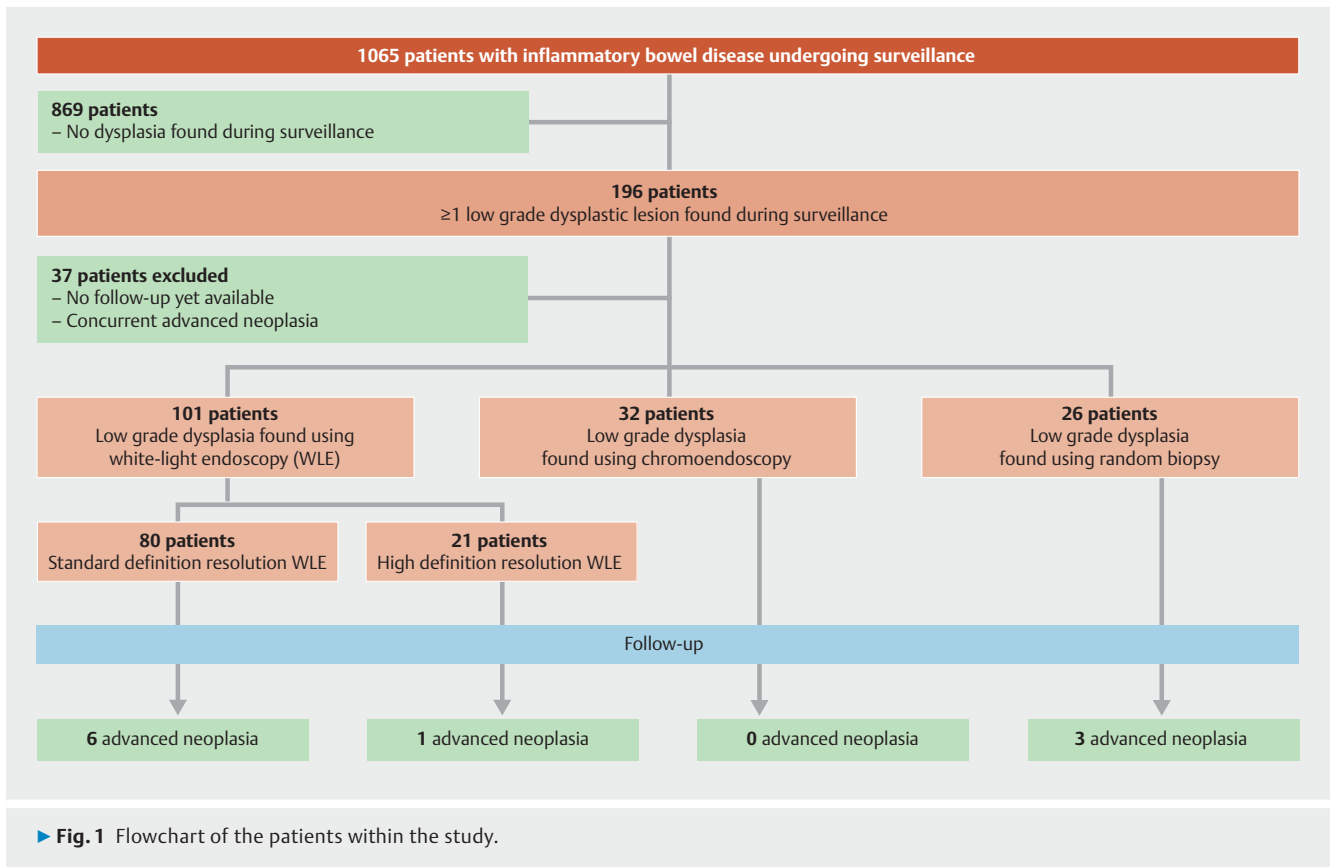 1065 patients with inflammatory bowel disease undergoing surveillance
869 patients
– No dysplasia found during surveillance
196 patients
≥1 low grade dysplastic lesion found during surveillance
37 patients excluded
– No follow-up yet available
– Concurrent advanced neoplasia
101 patients
Low grade dysplasia found using
white-light endoscopy (WLE)
32 patients
Low grade dysplasia
found using chromoendoscopy
26 patients
Low grade dysplasia
found using random biopsy
80 patients
Standard definition resolution WLE
21 patients
High definition resolution WLE
Follow-up
6 advanced neoplasia
1 advanced neoplasia
0 advanced neoplasia
3 advanced neoplasia
▶ Fig. 1 Flowchart of the patients within the study.